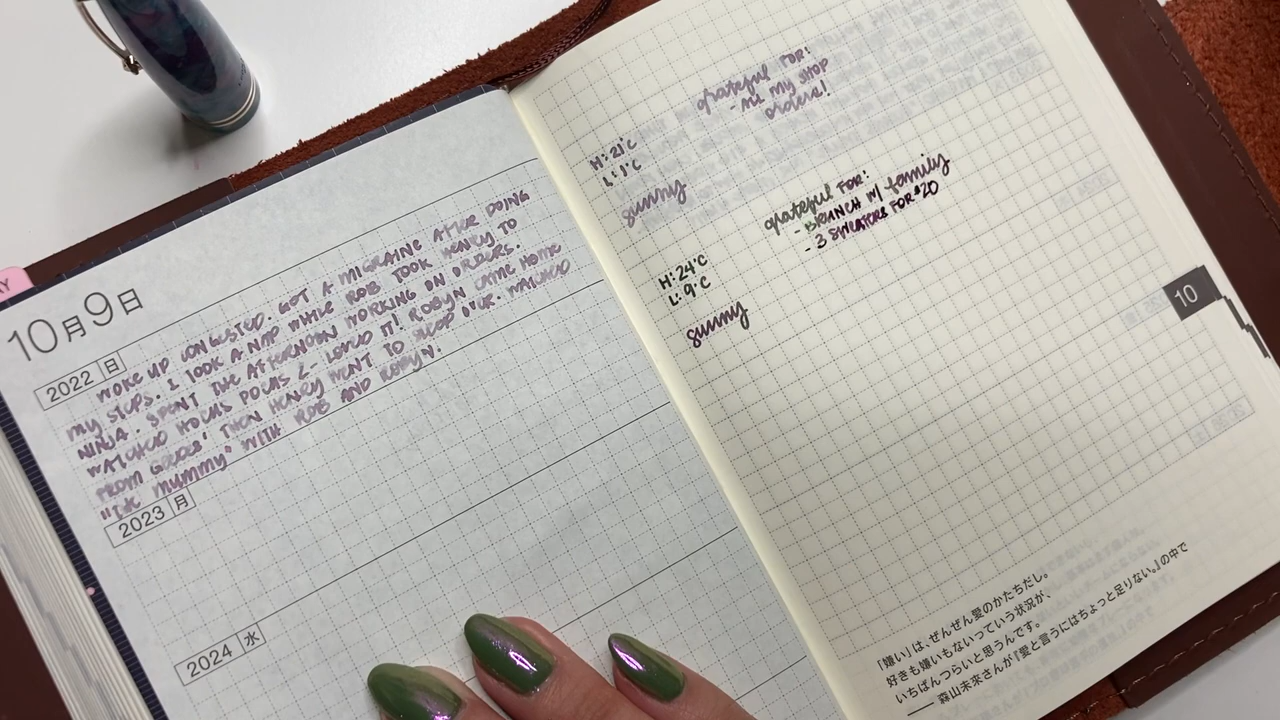 AY
10月9日
2022 日
WOKE UP CONGESTED. GOT A MIGRAINE AFTER DOING
MY STEPS. I TOOK A NAP WHILE ROB TOOK HENRY TO
NINJA. SPENT THE AFTERNOON WORKING ON ORDERS.
WATCHED HOCUS POCUS 2 - LOVED IT! ROBYN CAME HOME
FROM THEN HENRY WENT TO SLEEP OVER. WATCHED
"THE MUMMY" WITH ROB AND ROBYN.
2023 月
2024 水
grateful FOR:
- MY SHOP
orders!
H: 21°C
L: 1°C
sunny
grateful FOR:
- BRUNCH W/ family
- 3 SWEATERS FOR $20
H: 24°C
L: 9°C
sunny
10
「嫌い」は、ぜんぜん愛のかたちだし。
好きも嫌いもないっていう状況が、
いちばんつらいと思うんです。
── 森山未來さんが『愛と言うにはちょっと足りない。』の中で